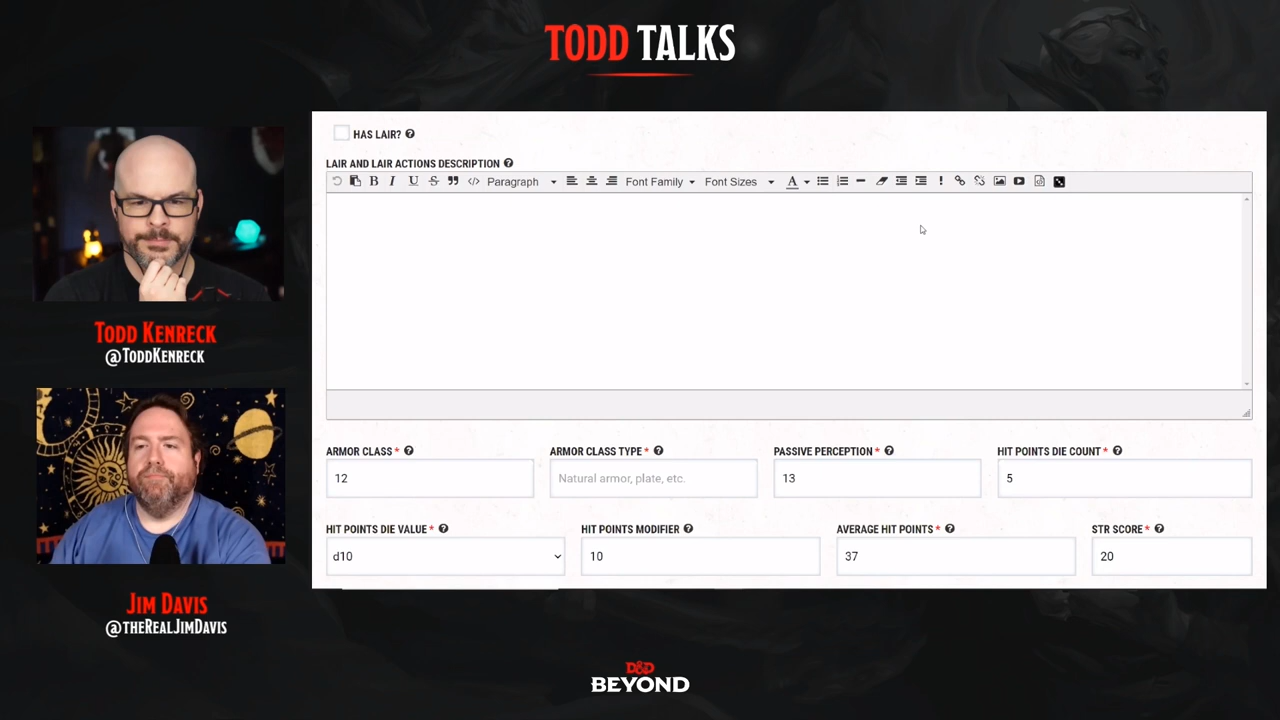 TODD TALKS
HAS LAIR?
LAIR AND LAIR ACTIONS DESCRIPTION
Paragraph Font Family Font Sizes
ARMOR CLASS * ARMOR CLASS TYPE * PASSIVE PERCEPTION * HIT POINTS DIE COUNT *
12 Natural armor, plate, etc. 13 5
HIT POINTS DIE VALUE * HIT POINTS MODIFIER AVERAGE HIT POINTS * STR SCORE *
d10 10 37 20
TODD KENRECK
@TODDKENRECK
JIM DAVIS
@THEREALJIMDAVIS
D&D
BEYOND